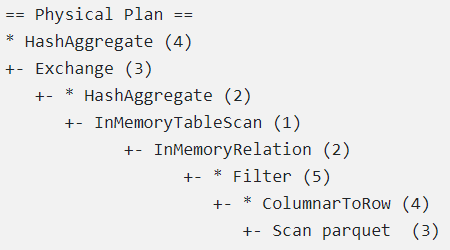 == Physical Plan ==
* HashAggregate (4)
+- Exchange (3)
   +- * HashAggregate (2)
      +- InMemoryTableScan (1)
            +- InMemoryRelation (2)
                  +- * Filter (5)
                     +- * ColumnarToRow (4)
                        +- Scan parquet  (3)